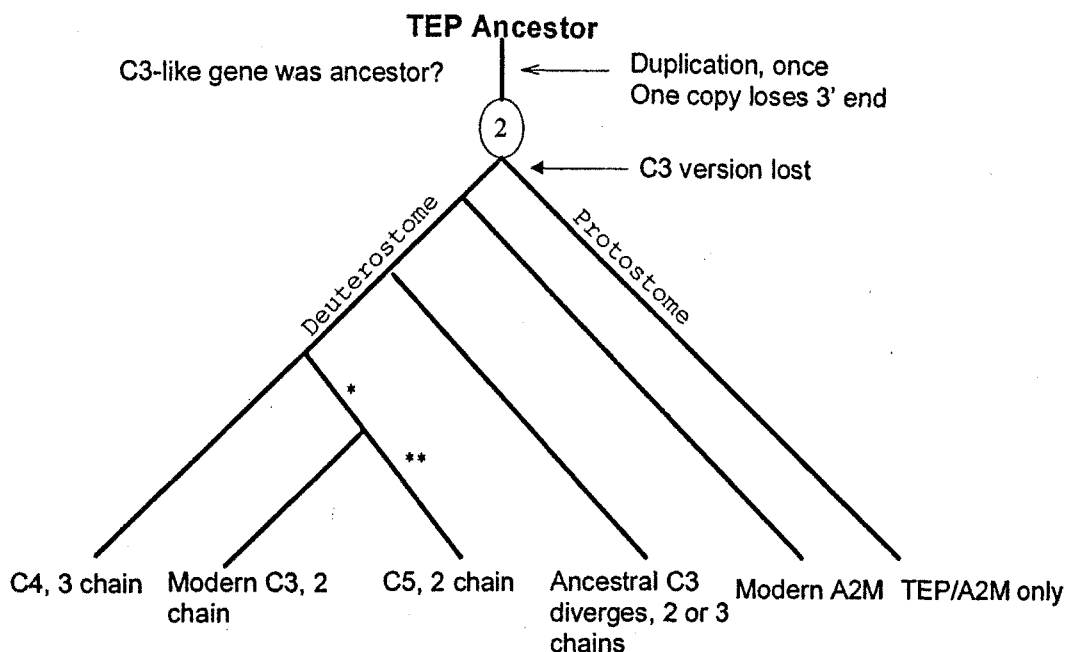 TEP Ancestor
C3-like gene was ancestor?
Duplication, once
One copy loses 3' end
2
C3 version lost
Deuterostome
Protostome
*
**
C4, 3 chain
Modern C3, 2
chain
C5, 2 chain
Ancestral C3
diverges, 2 or 3
chains
Modern A2M
TEP/A2M only